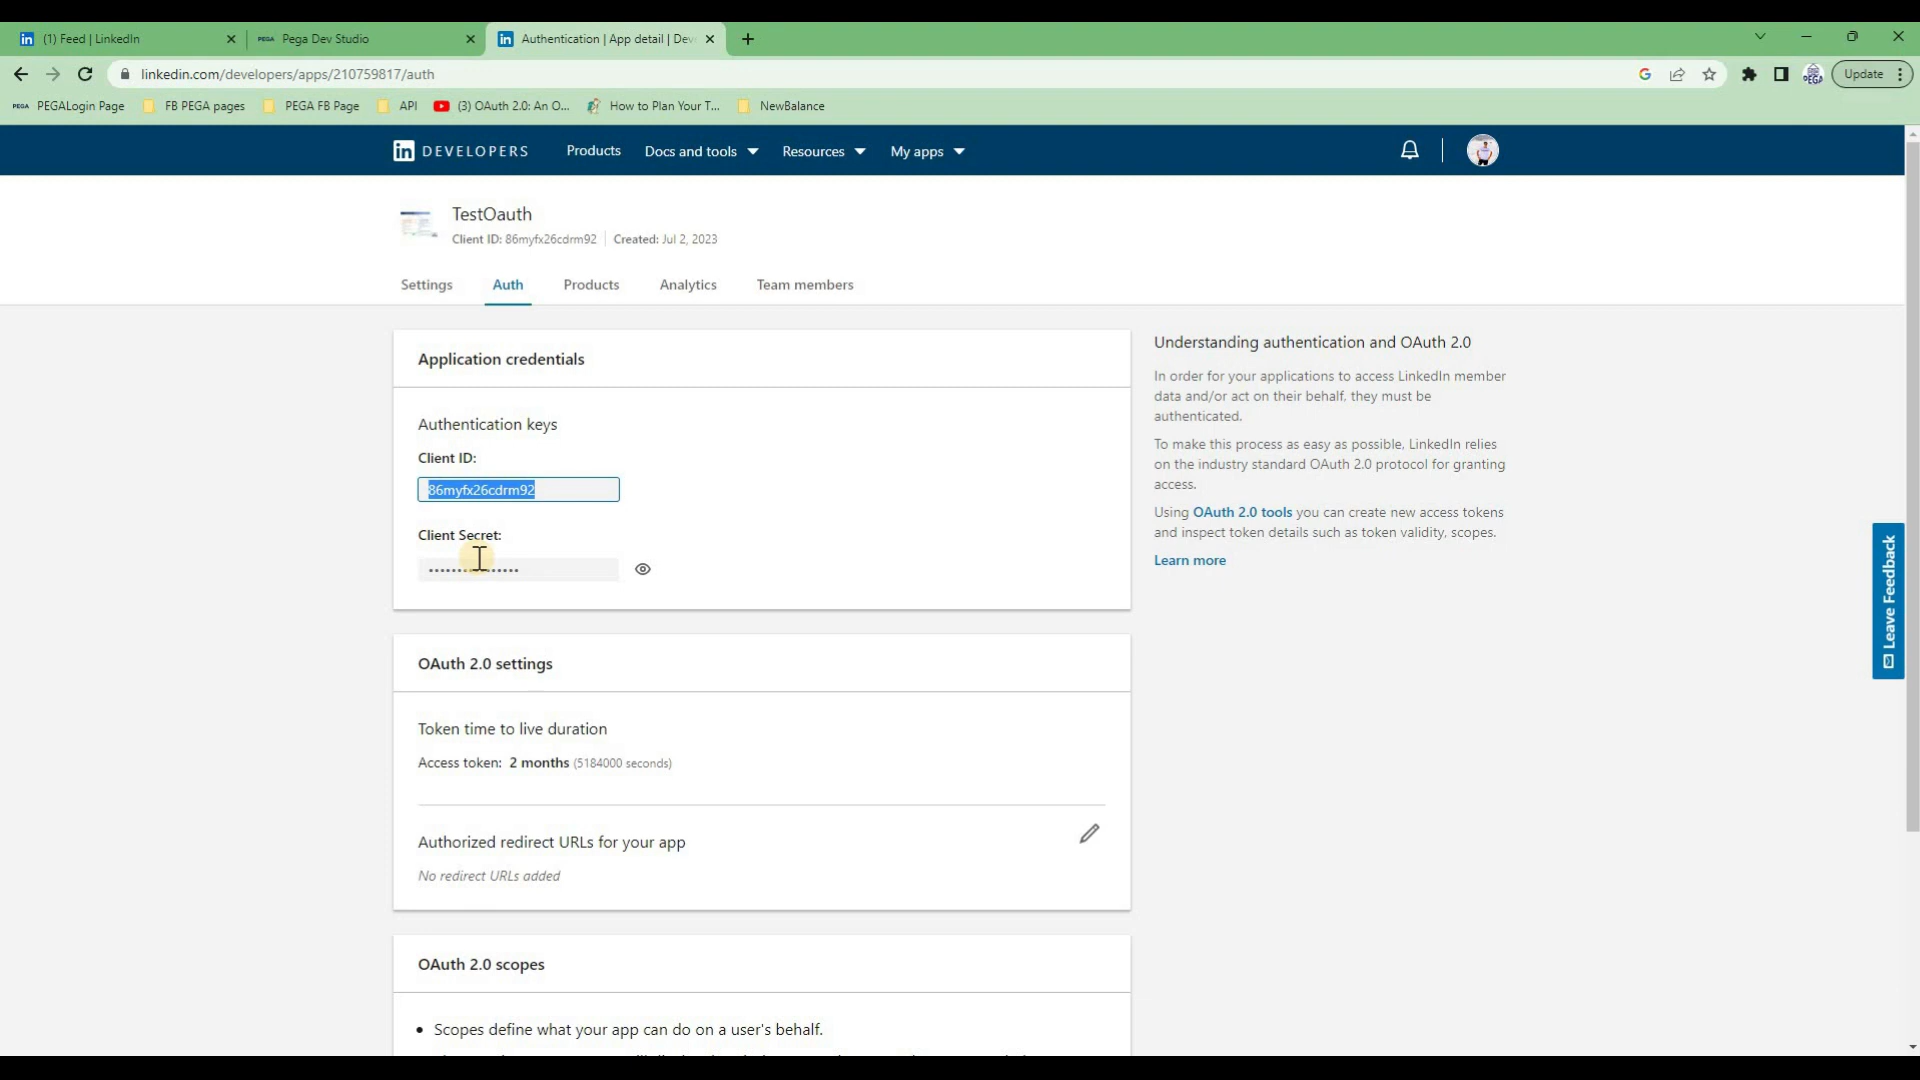 (1) Feed | LinkedIn
PEGA Pega Dev Studio
in Authentication | App detail | Dev
linkedin.com/developers/apps/210759817/auth
Update
PEGA PEGALogin Page
FB PEGA pages
PEGA FB Page
API
(3) OAuth 2.0: An O...
How to Plan Your T...
NewBalance
in DEVELOPERS
Products
Docs and tools
Resources
My apps
TestOauth
Client ID: 86myfx26cdrm92 Created: Jul 2, 2023
Settings
Auth
Products
Analytics
Team members
Application credentials
Authentication keys
Client ID:
86myfx26cdrm92
Client Secret:
••••••••••••••••
OAuth 2.0 settings
Token time to live duration
Access token: 2 months (5184000 seconds)
Authorized redirect URLs for your app
No redirect URLs added
OAuth 2.0 scopes
• Scopes define what your app can do on a user's behalf.
Understanding authentication and OAuth 2.0
In order for your applications to access LinkedIn member
data and/or act on their behalf, they must be
authenticated.
To make this process as easy as possible, LinkedIn relies
on the industry standard OAuth 2.0 protocol for granting
access.
Using OAuth 2.0 tools you can create new access tokens
and inspect token details such as token validity, scopes.
Learn more
Leave Feedback